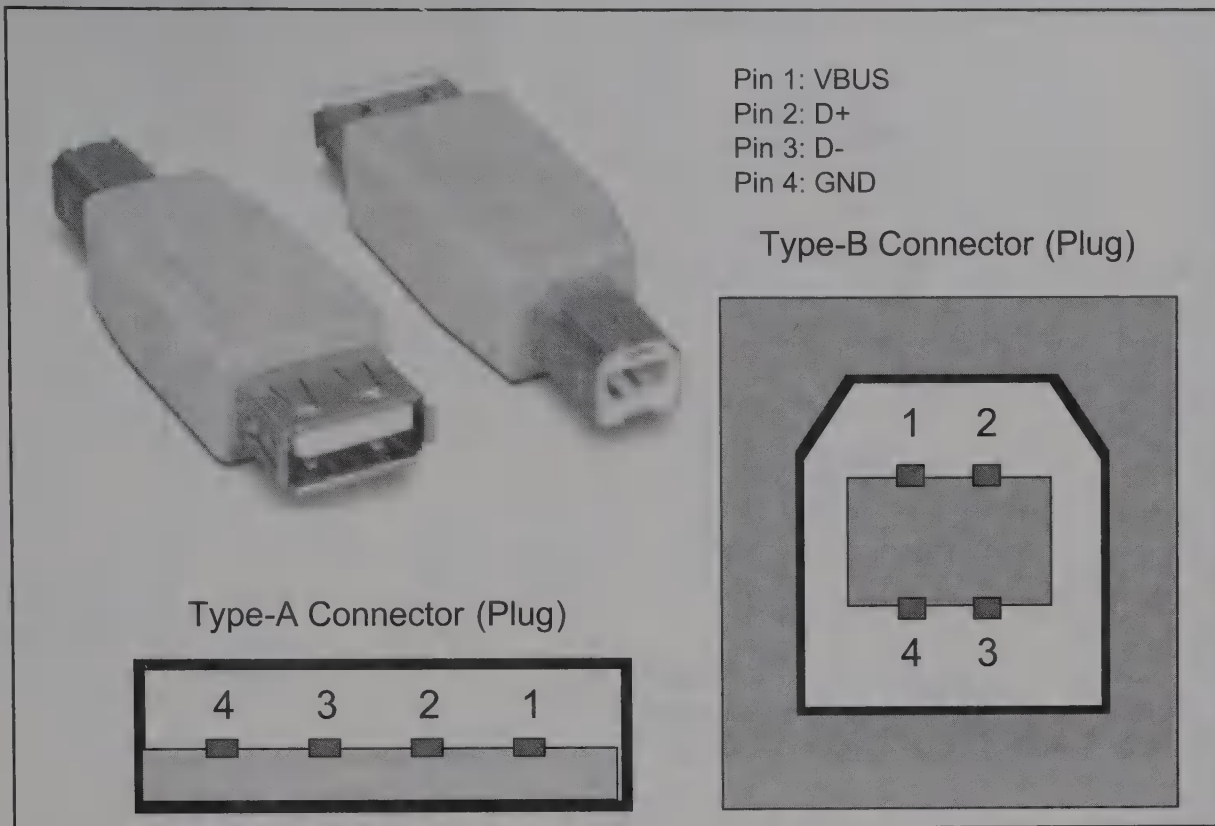 Pin 1: VBUS
Pin 2: D+
Pin 3: D-
Pin 4: GND
Type-B Connector (Plug)
1 2
4 3
Type-A Connector (Plug)
4 3 2 1